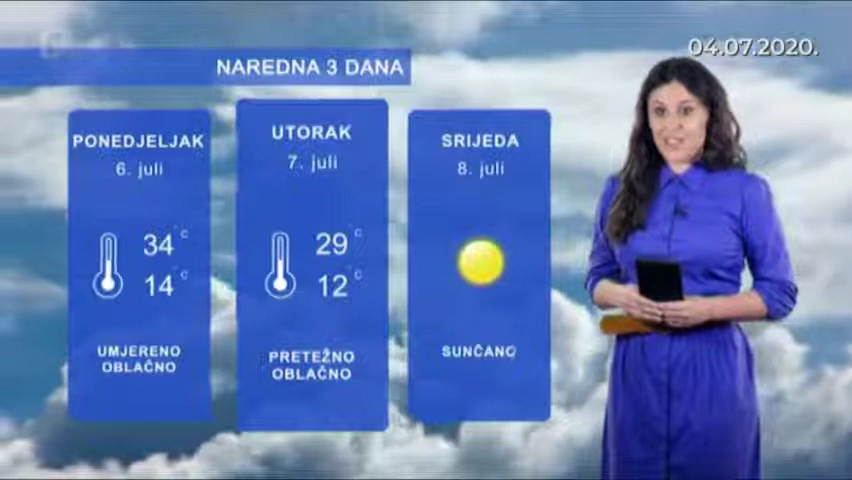 04.07.2020.
NAREDNA 3 DANA
PONEDJELJAK
6. juli
34°C
14°C
UMJERENO
OBLAČNO
UTORAK
7. juli
29°C
12°C
PRETEŽNO
OBLAČNO
SRIJEDA
8. juli
SUNČANO